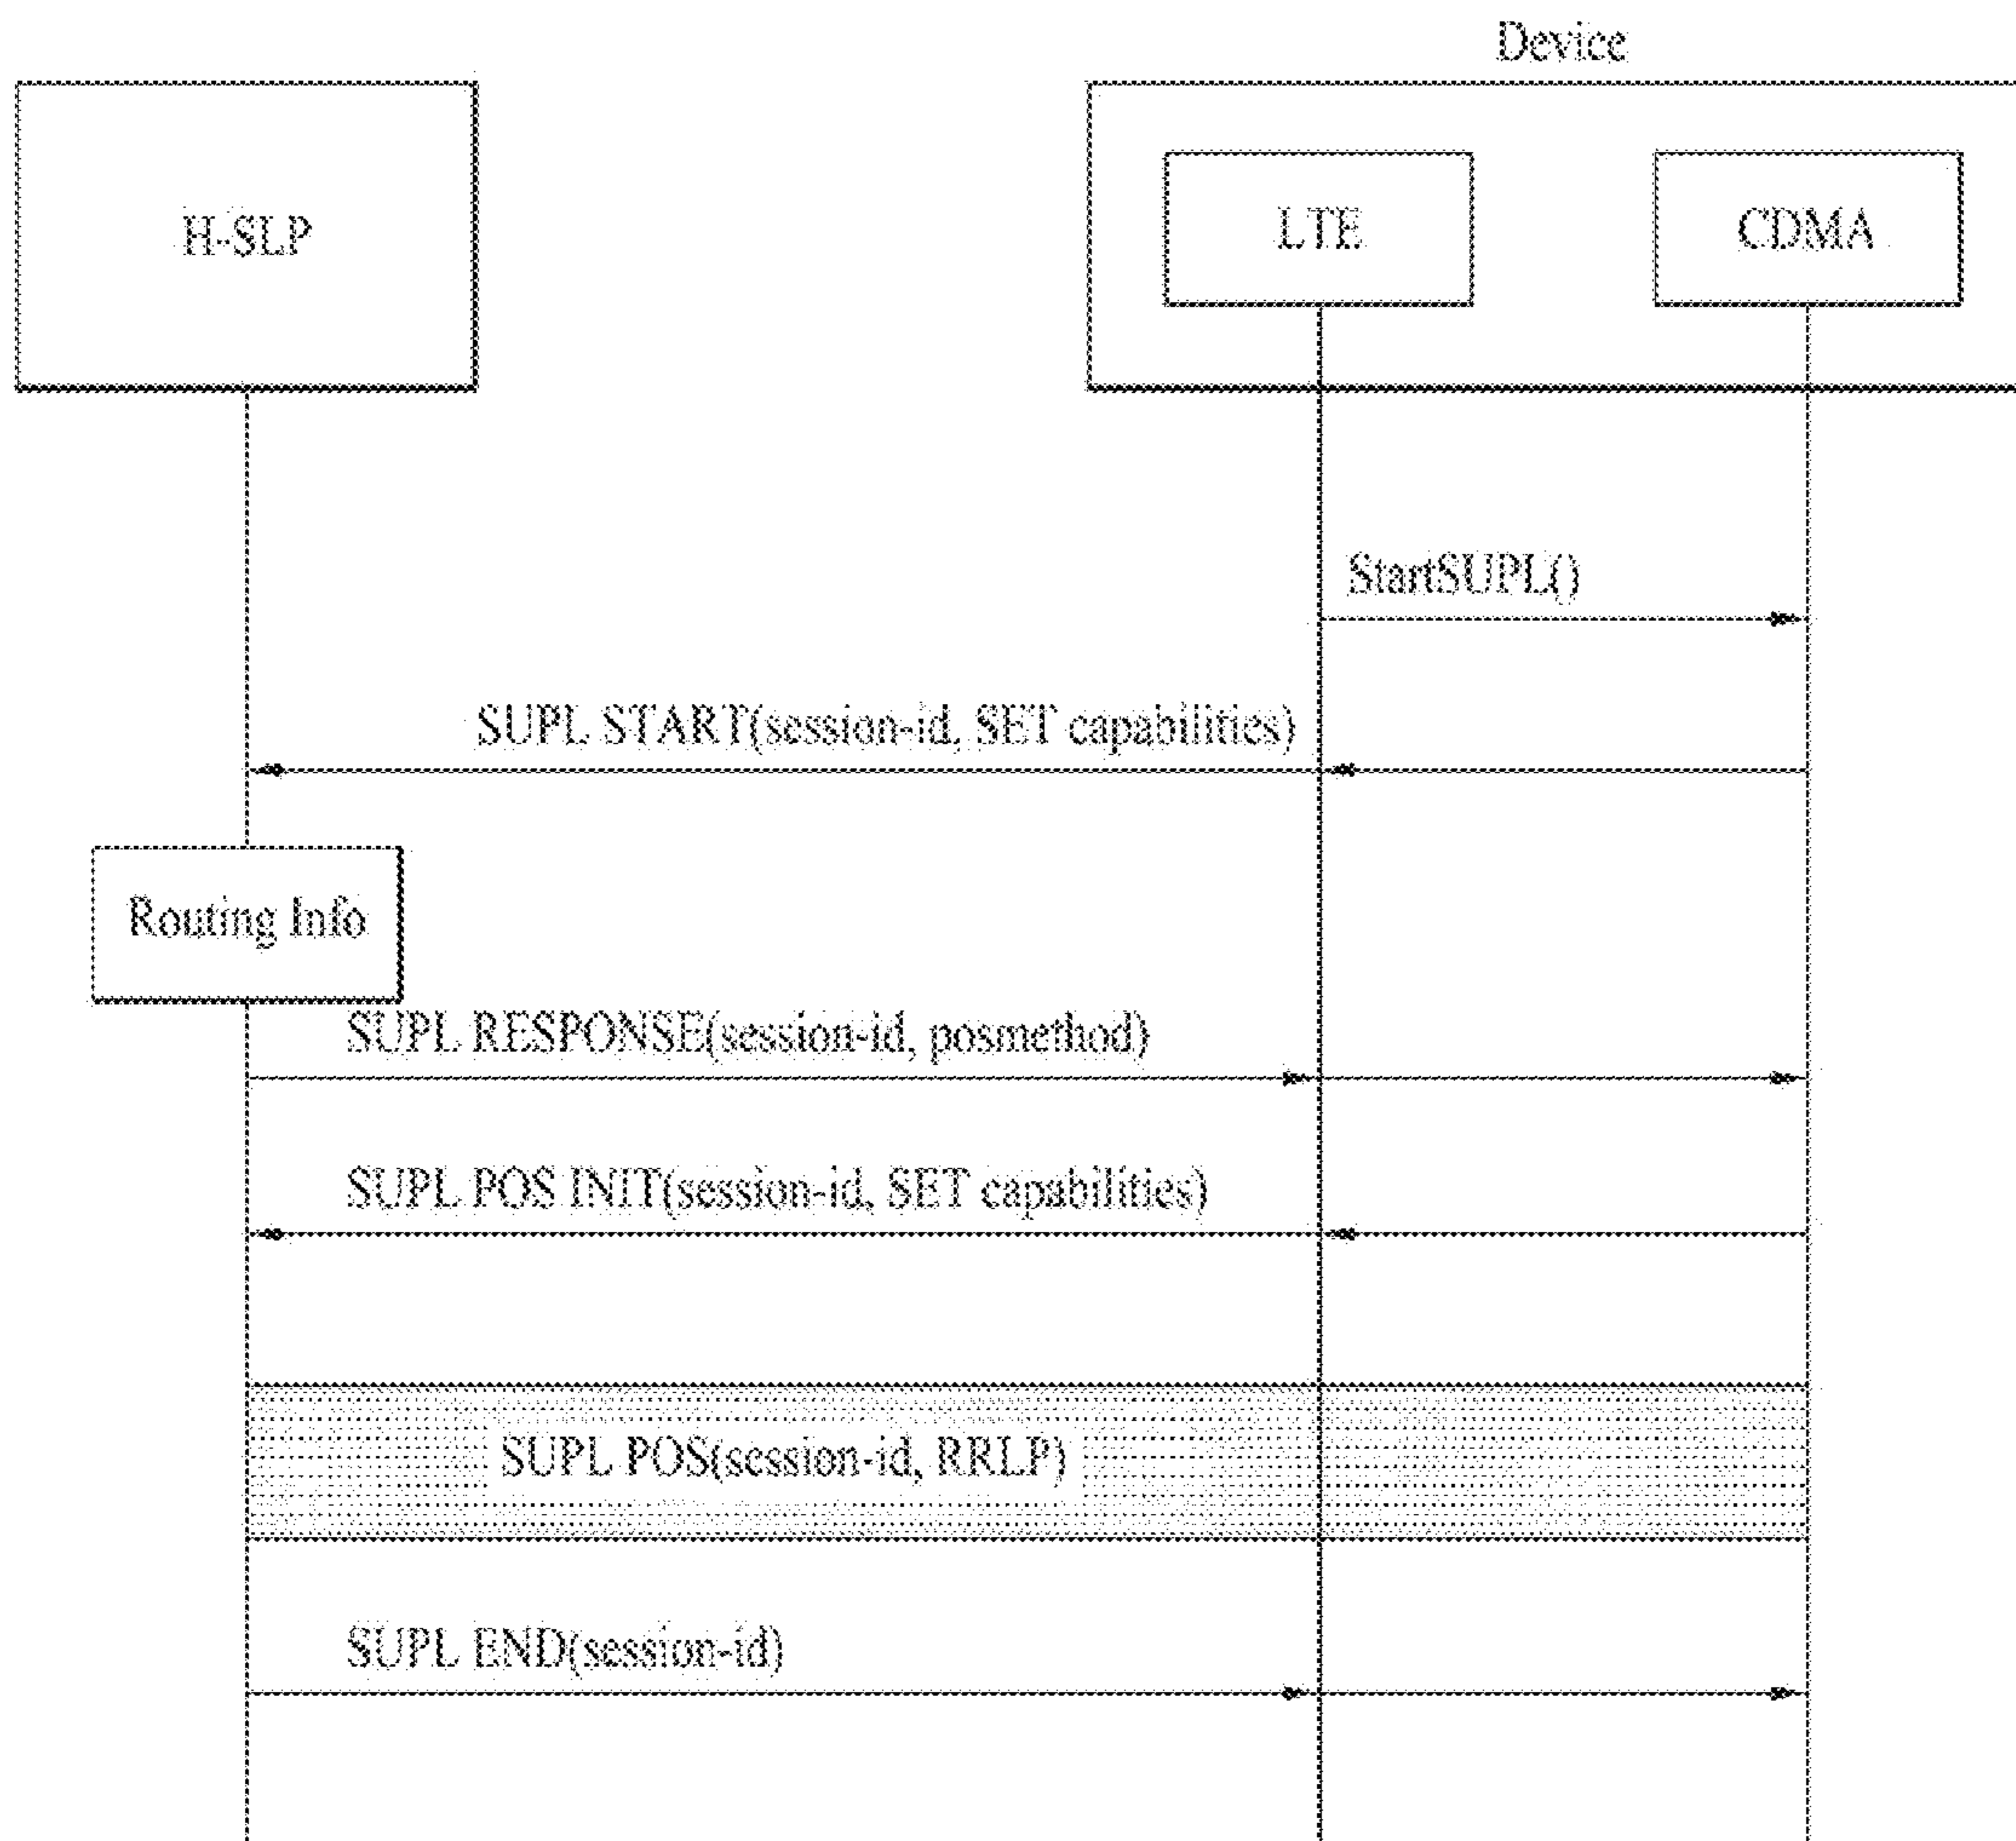 Device
H-SLP
LTE
CDMA
StartSUPL()
SUPL START(session-id, SET capabilities)
Routing Info
SUPL RESPONSE(session-id, posmethod)
SUPL POS INIT(session-id, SET capabilities)
SUPL POS(session-id, RRLP)
SUPL END(session-id)